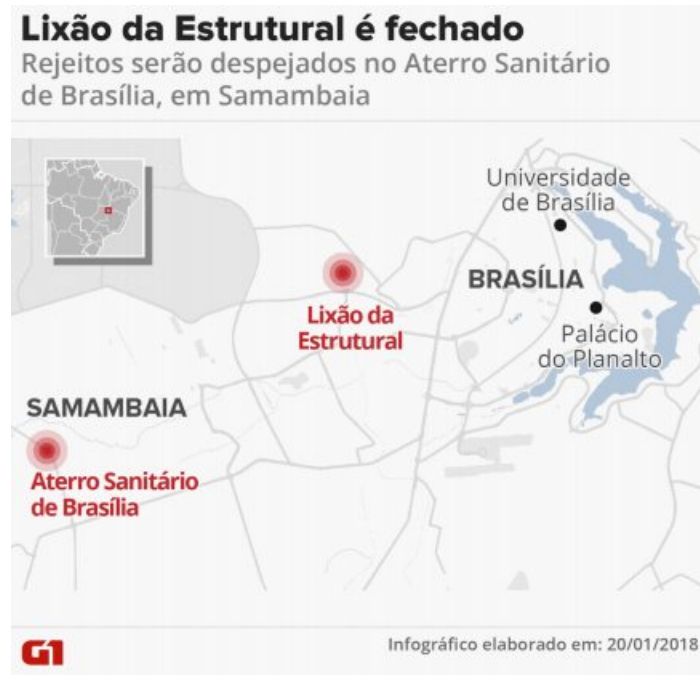 Lixão da Estrutural é fechado
Rejeitos serão despejados no Aterro Sanitário
de Brasília, em Samambaia
Universidade
de Brasília
BRASÍLIA
Lixão da
Estrutural
Palácio
do Planalto
SAMAMBAIA
Aterro Sanitário
de Brasília
G1
Infográfico elaborado em: 20/01/2018